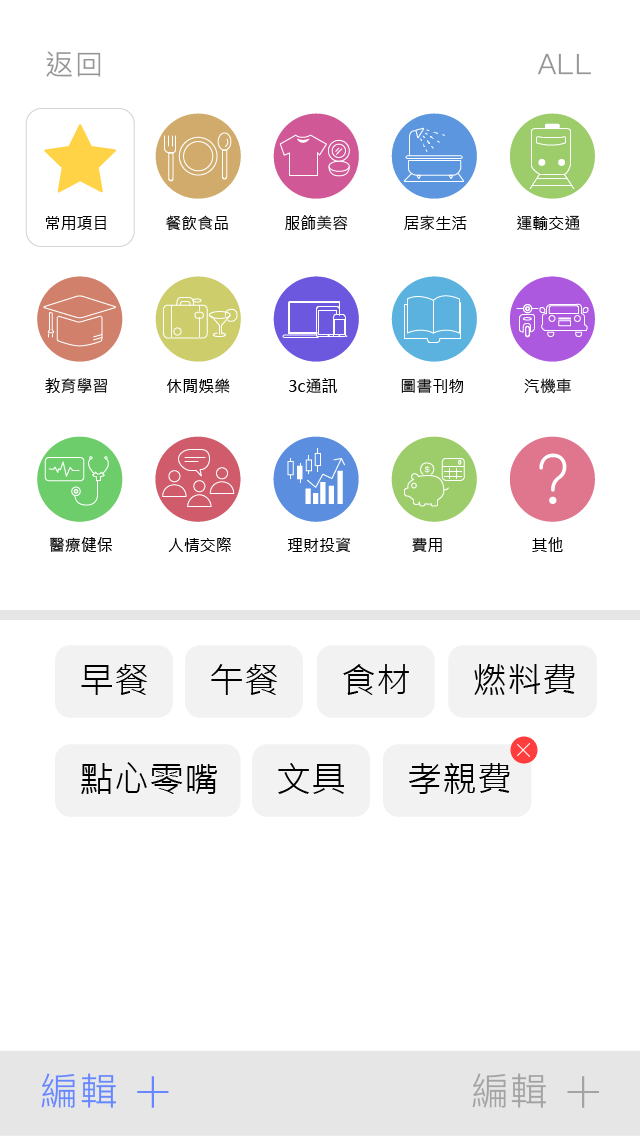 返回 ALL
常用項目 餐飲食品 服飾美容 居家生活 運輸交通
教育學習 休閒娛樂 3c通訊 圖書刊物 汽機車
$
醫療健保 人情交際 理財投資 費用 其他
早餐 午餐 食材 燃料費
點心零嘴 文具 孝親費
編輯 編輯